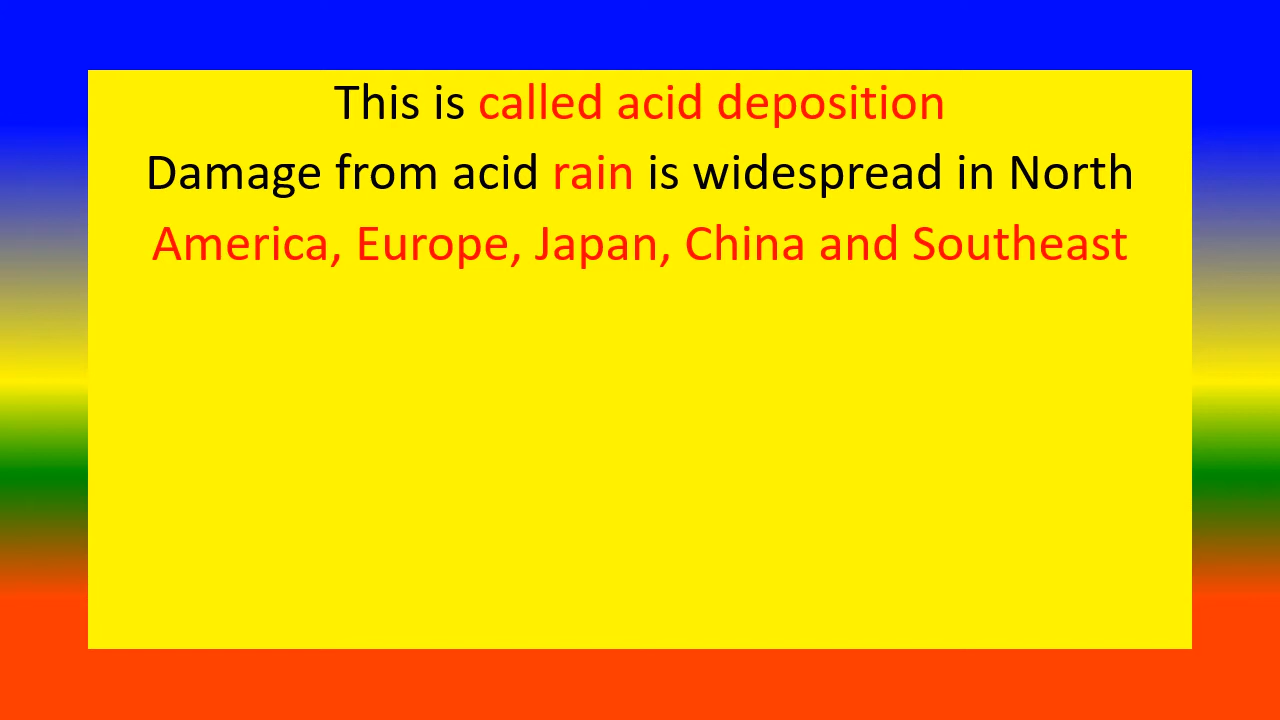 This is called acid deposition
Damage from acid rain is widespread in North
America, Europe, Japan, China and Southeast